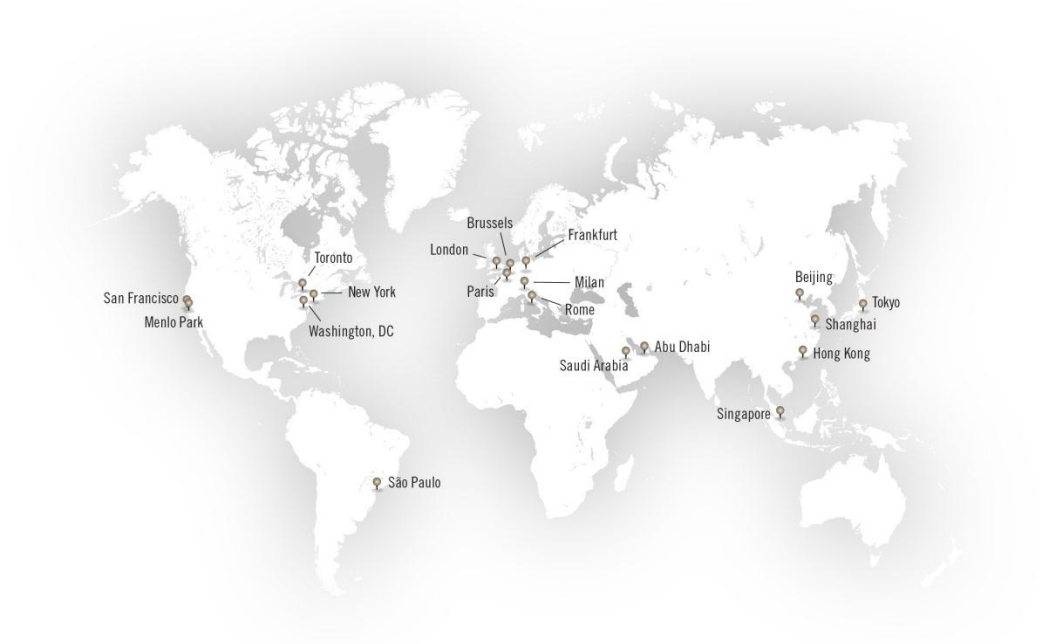 Brussels
Frankfurt
London
Toronto
Paris
Milan
Beijing
San Francisco
New York
Tokyo
Menlo Park
Rome
Washington, DC
Shanghai
Abu Dhabi
Hong Kong
Saudi Arabia
Singapore
São Paulo